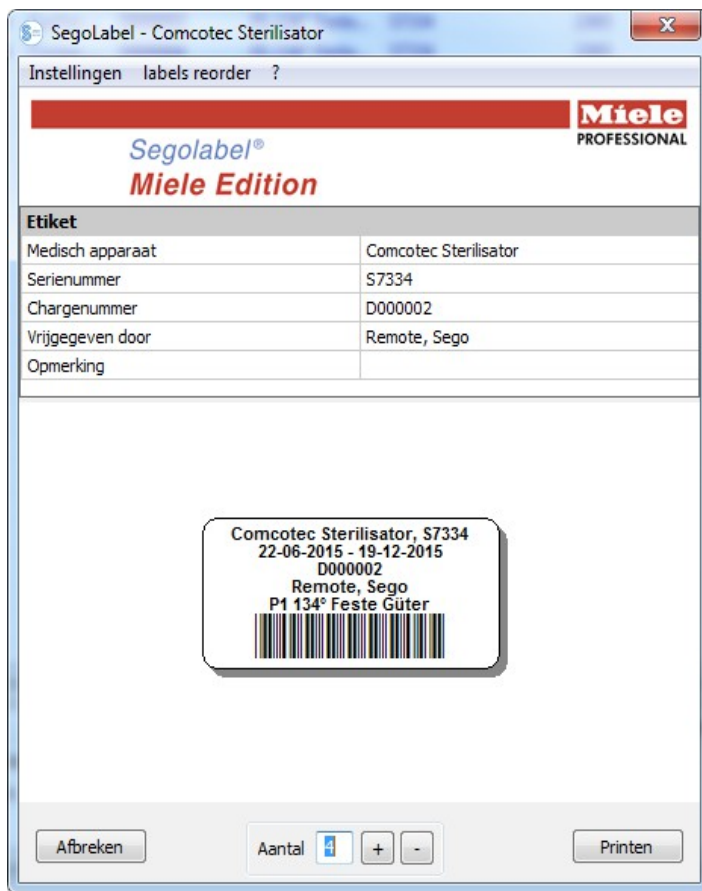 SegoLabel - Comcotec Sterilisator
Instellingen labels reorder ?
Miele
PROFESSIONAL
Segolabel®
Miele Edition
Etiket
Medisch apparaat Comcotec Sterilisator
Serienummer S7334
Chargenummer D000002
Vrijgegeven door Remote, Sego
Opmerking
Comcotec Sterilisator, S7334
22-06-2015 - 19-12-2015
D000002
Remote, Sego
P1 134° Feste Güter
Afbreken Aantal 4 + - Printen